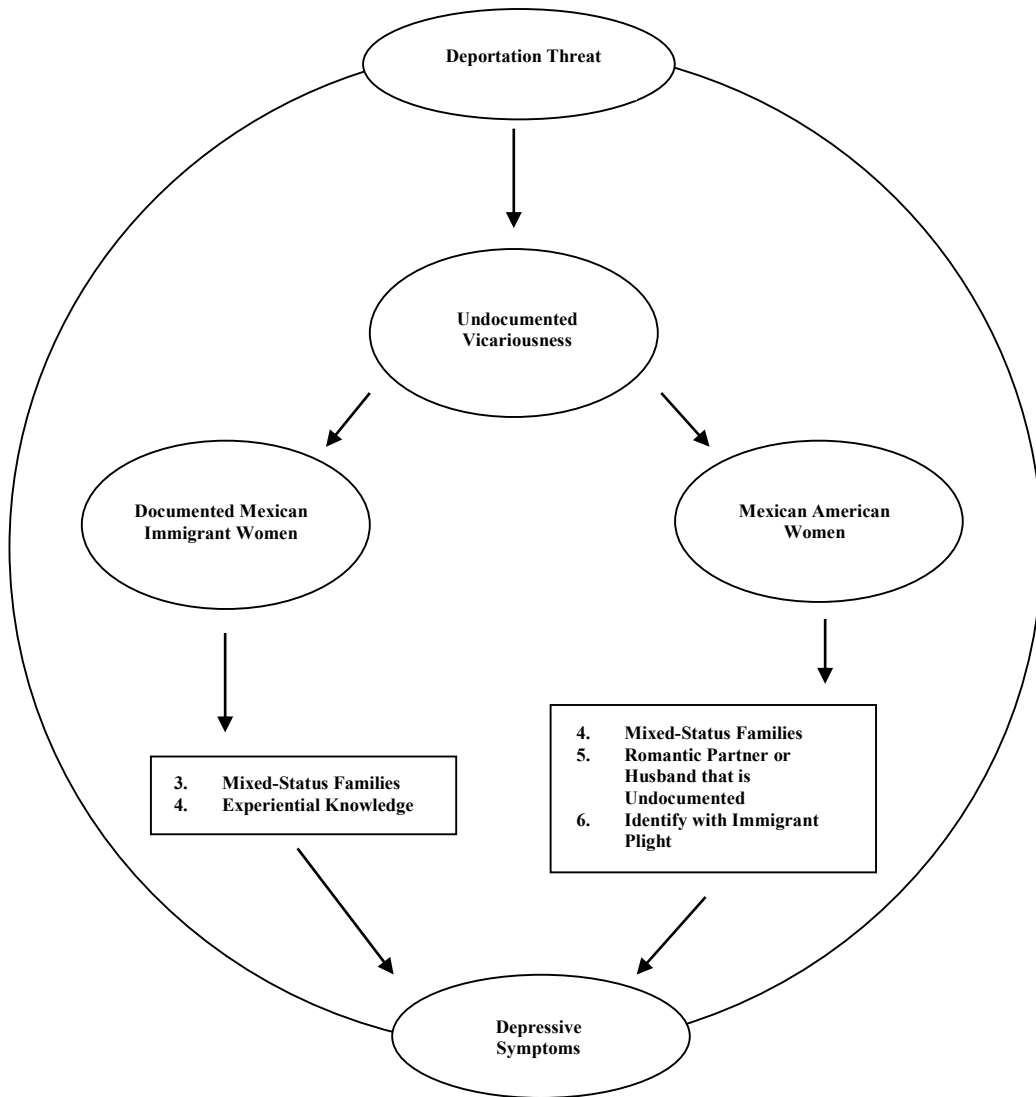 Deportation Threat
Undocumented
Vicariousness
Documented Mexican
Immigrant Women
Mexican American
Women
3. Mixed-Status Families
4. Experiential Knowledge
4. Mixed-Status Families
5. Romantic Partner or
Husband that is
Undocumented
6. Identify with Immigrant
Plight
Depressive
Symptoms